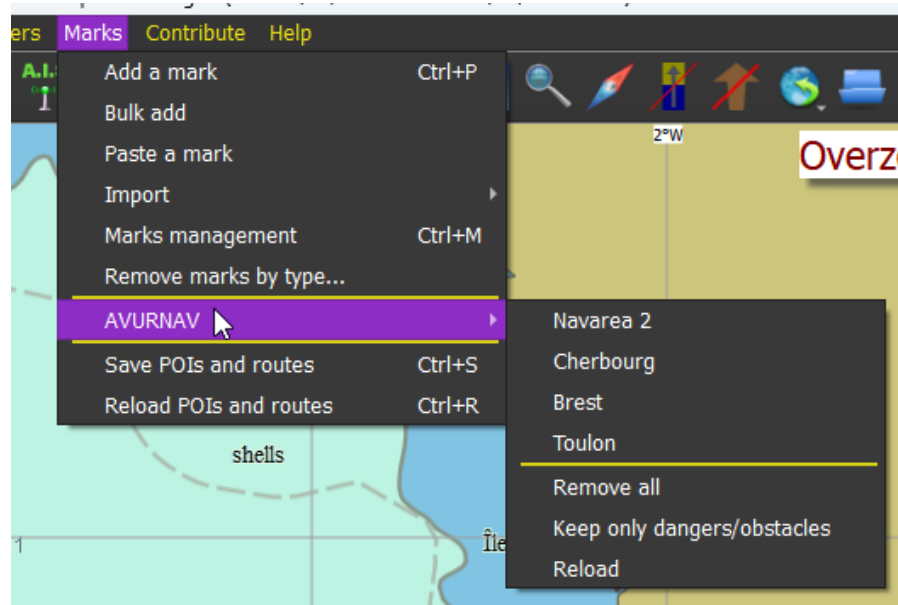 ers Marks Contribute Help
A.I.
Add a mark Ctrl+P
Bulk add
Paste a mark
Import
Marks management Ctrl+M
Remove marks by type...
AVURNAV
Save POIs and routes Ctrl+S
Reload POIs and routes Ctrl+R
Navarea 2
Cherbourg
Brest
Toulon
Remove all
Keep only dangers/obstacles
Reload
2°W
Overz
shells
1
Île